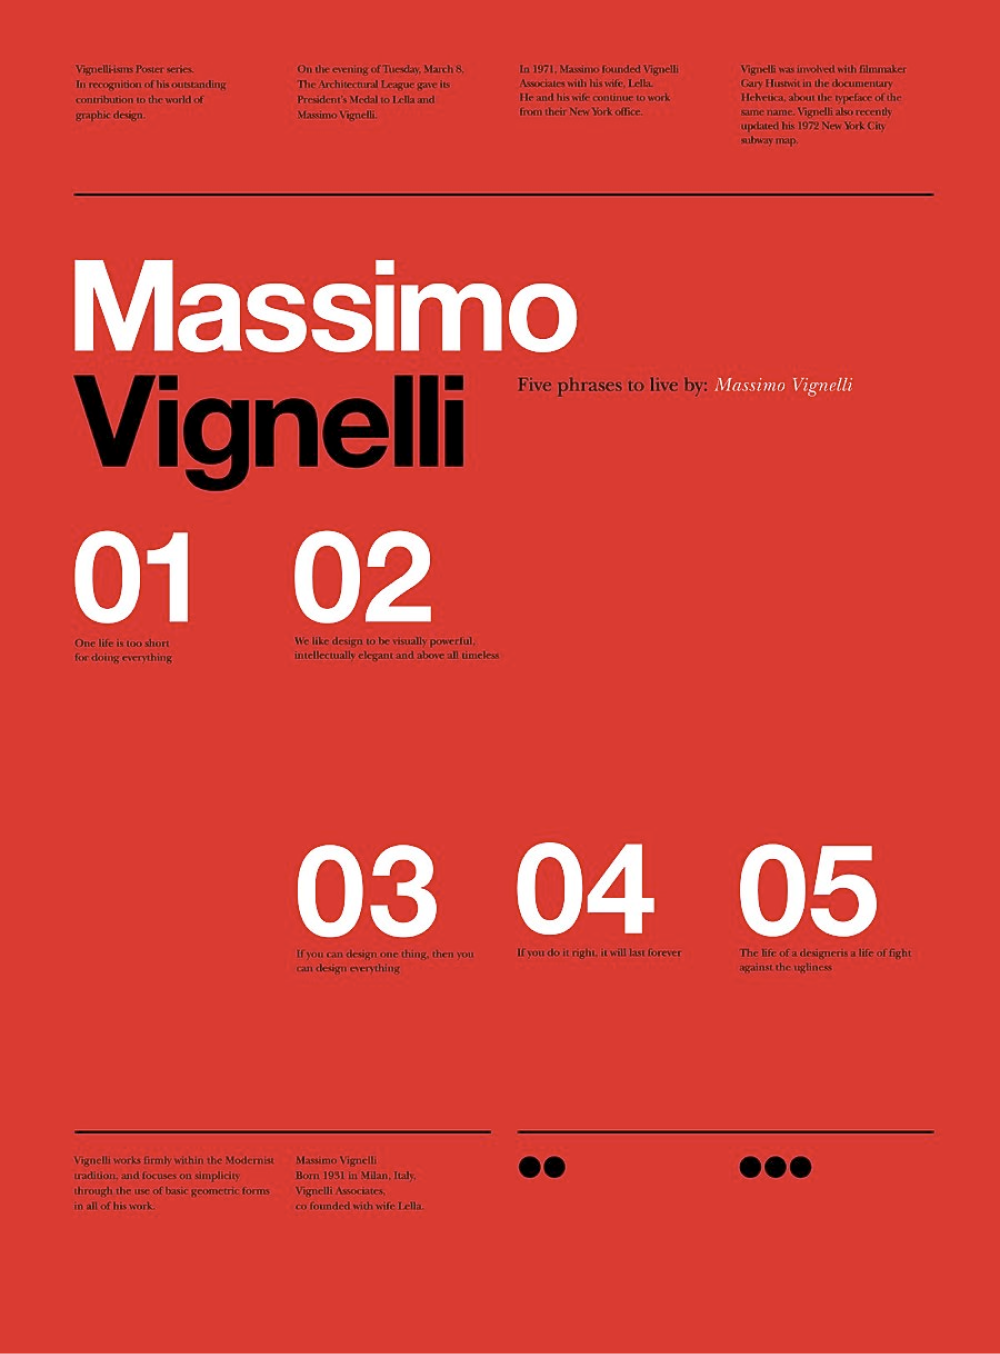 Vignelli-isms Poster series.
In recognition of his outstanding
contribution to the world of
graphic design.
On the evening of Tuesday, March 8,
The Architectural League gave its
President's Medal to Lella and
Massimo Vignelli.
In 1971, Massimo founded Vignelli
Associates with his wife, Lella.
He and his wife continue to work
from their New York office.
Vignelli was involved with filmmaker
Gary Hustwit in the documentary
Helvetica, about the typeface of the
same name. Vignelli also recently
updated his 1972 New York City
subway map.
Massimo
Vignelli
Five phrases to live by: Massimo Vignelli
01
One life is too short
for doing everything
02
We like design to be visually powerful,
intellectually elegant and above all timeless
03
If you can design one thing, then you
can design everything
04
If you do it right, it will last forever
05
The life of a designeris a life of fight
against the ugliness
Vignelli works firmly within the Modernist
tradition, and focuses on simplicity
through the use of basic geometric forms
in all of his work.
Massimo Vignelli
Born 1931 in Milan, Italy,
Vignelli Associates,
co founded with wife Lella.